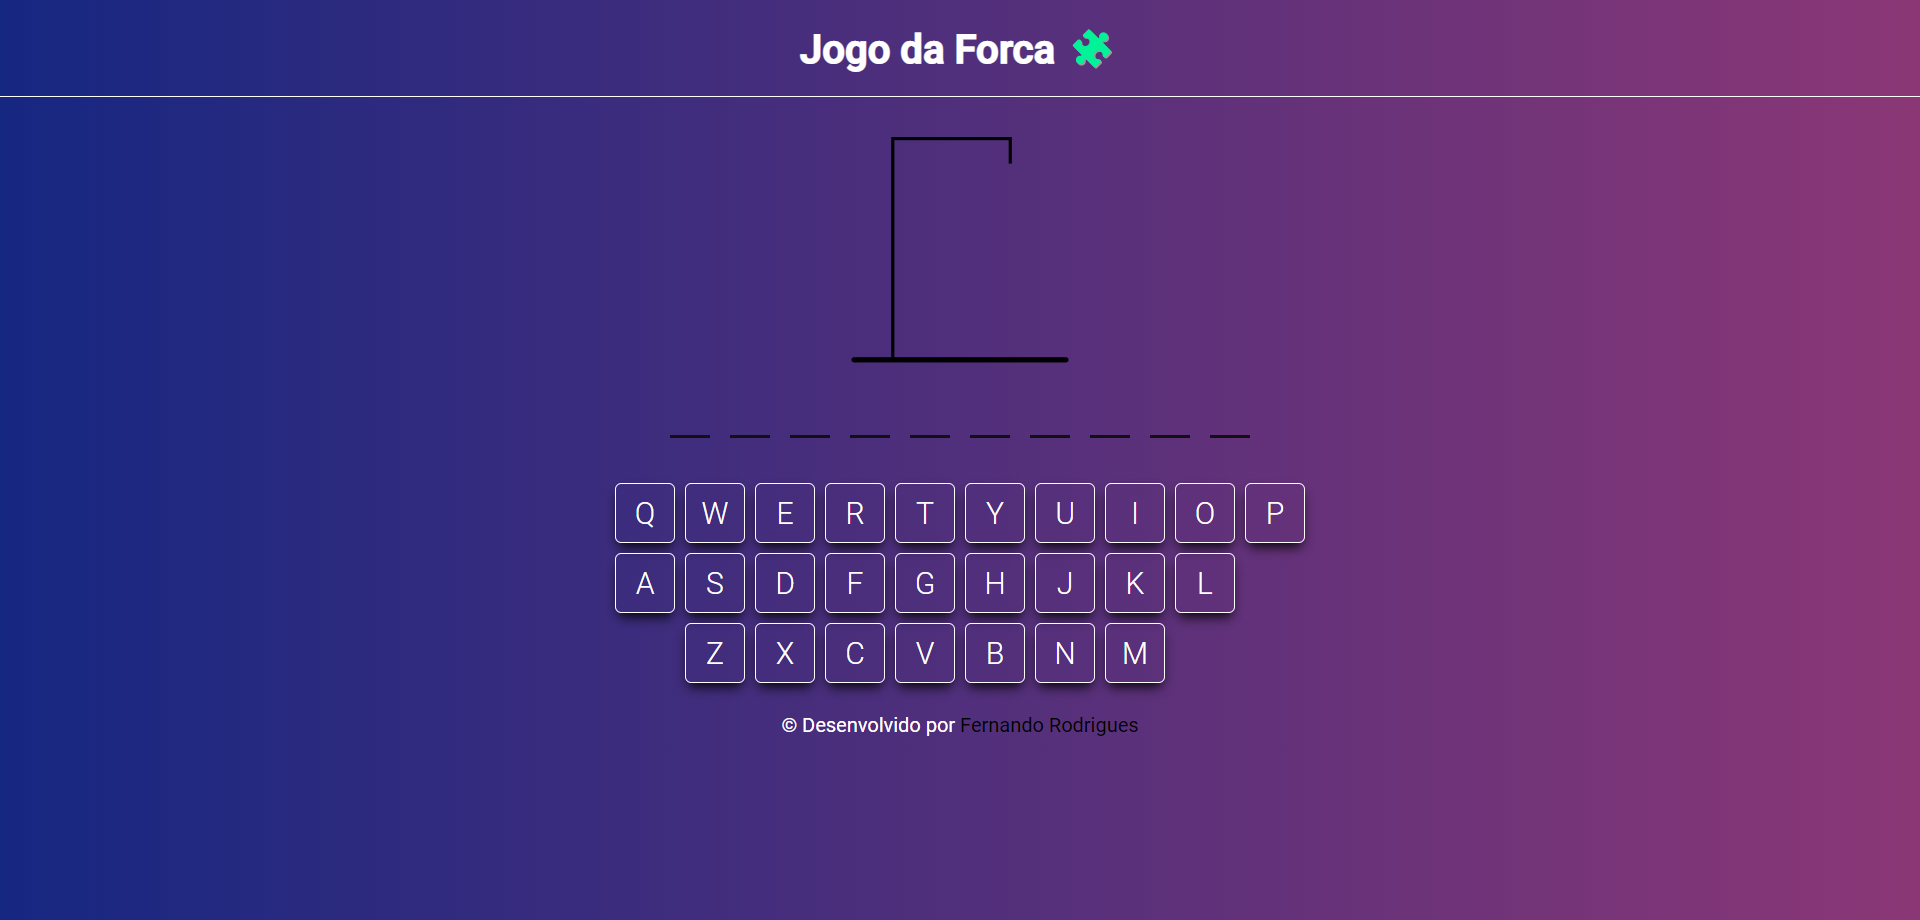 Jogo da Forca
Q W E R T Y U I O P
A S D F G H J K L
Z X C V B N M
© Desenvolvido por Fernando Rodrigues